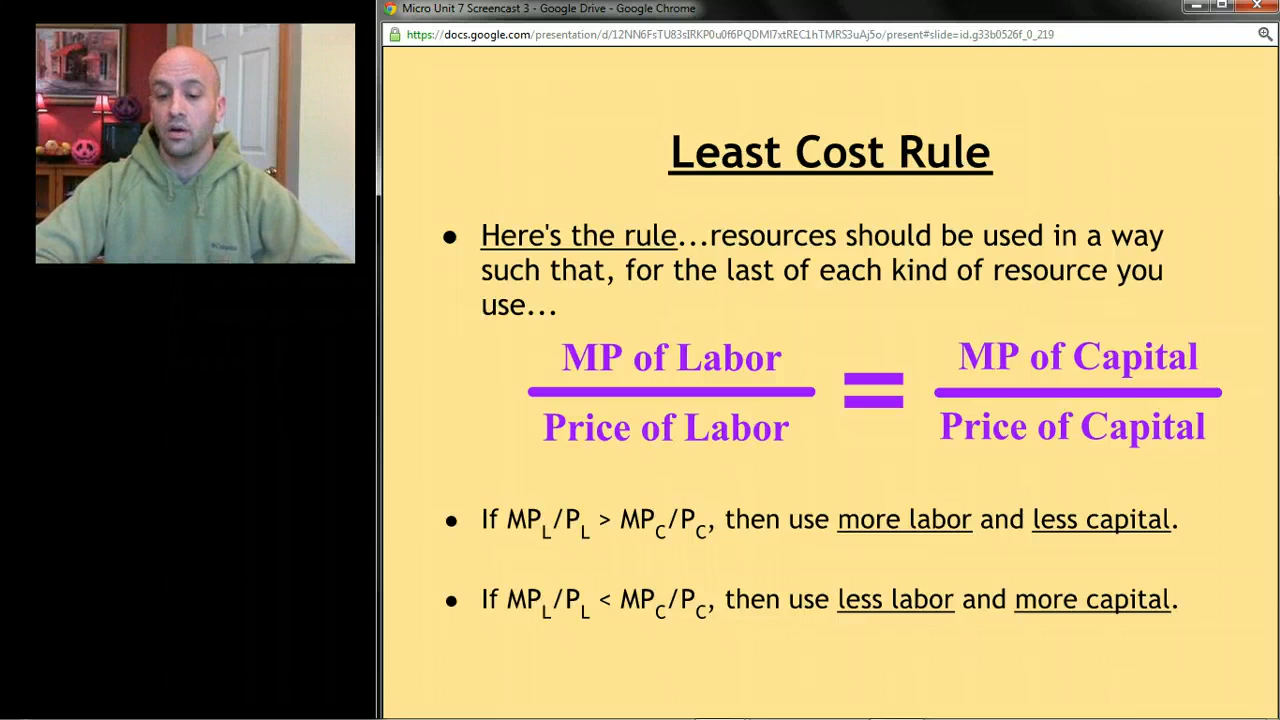 Micro Unit 7 Screencast 3 - Google Drive - Google Chrome
https://docs.google.com/presentation/d/12NN6FsTU83sIRKP0u0f6PQDMI7xtREC1hTMRS3uAj5o/present#slide=id.g33b0526f_0_219
Least Cost Rule
● Here's the rule...resources should be used in a way
such that, for the last of each kind of resource you
use...
MP of Labor = MP of Capital
Price of Labor Price of Capital
● If MPL/PL > MPC/PC, then use more labor and less capital.
● If MPL/PL < MPC/PC, then use less labor and more capital.